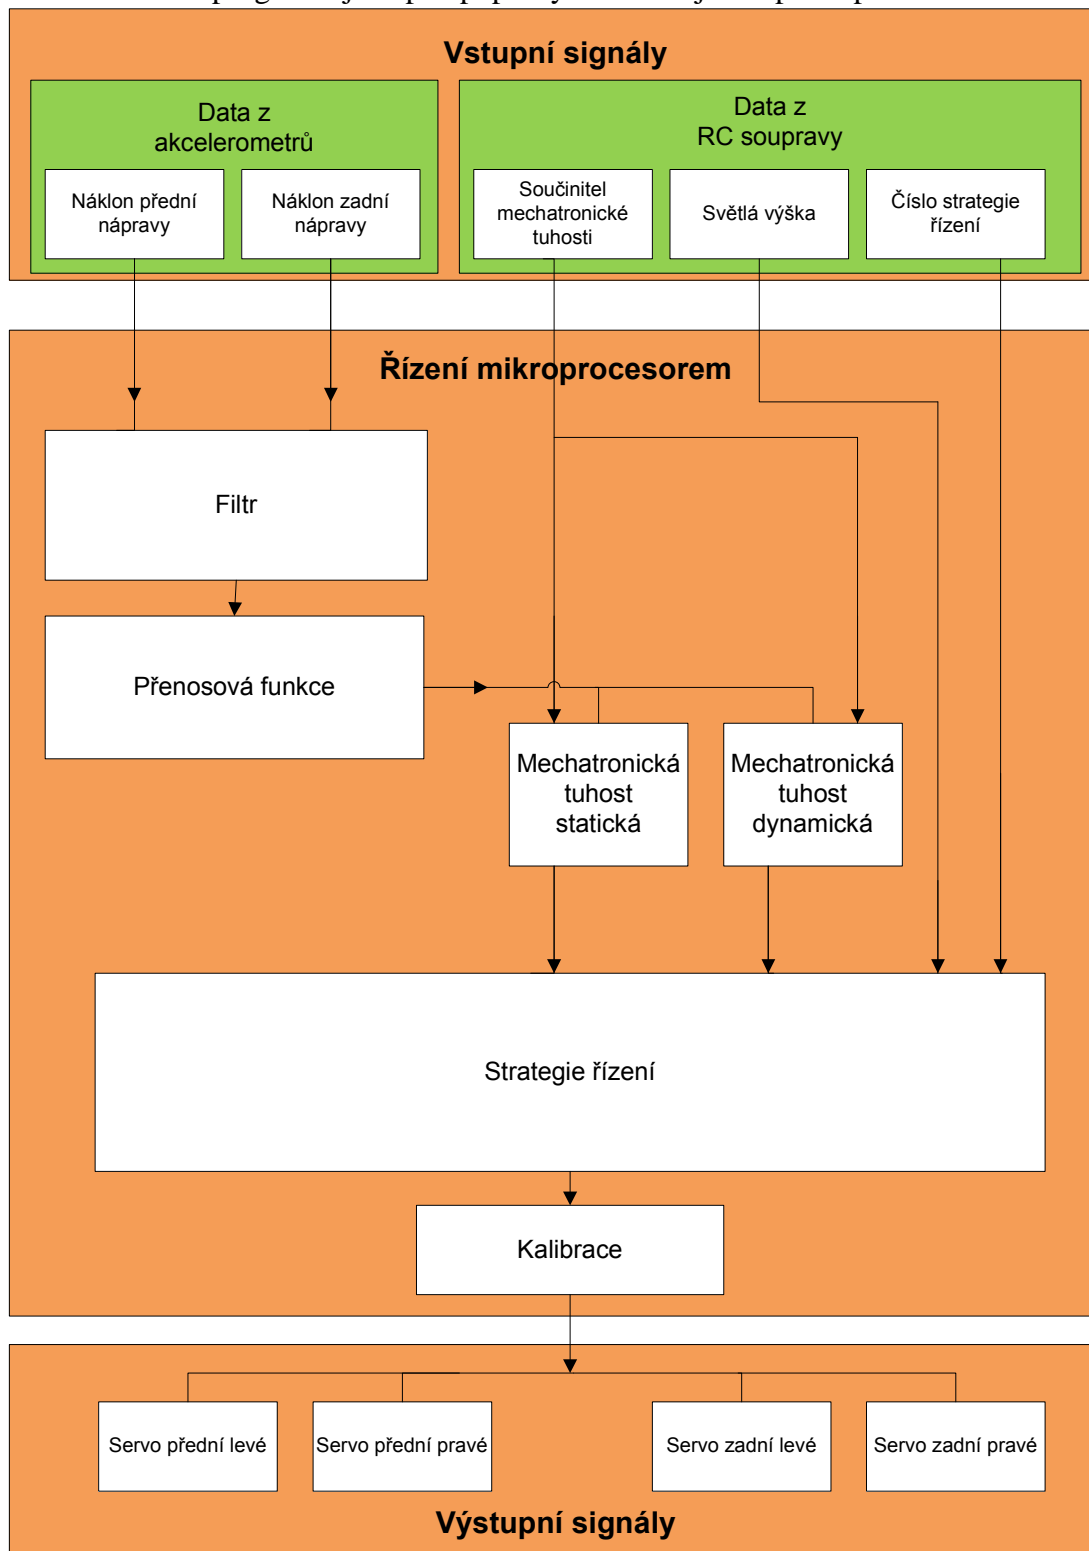 Vstupní signály
Data z
akcelerometrů
Data z
RC soupravy
Náklon přední
nápravy
Náklon zadní
nápravy
Součinitel
mechatronické
tuhosti
Světlá výška
Číslo strategie
řízení
Řízení mikroprocesorem
Filtr
Přenosová funkce
Mechatronická
tuhost
statická
Mechatronická
tuhost
dynamická
Strategie řízení
Kalibrace
Servo přední levé
Servo přední pravé
Servo zadní levé
Servo zadní pravé
Výstupní signály